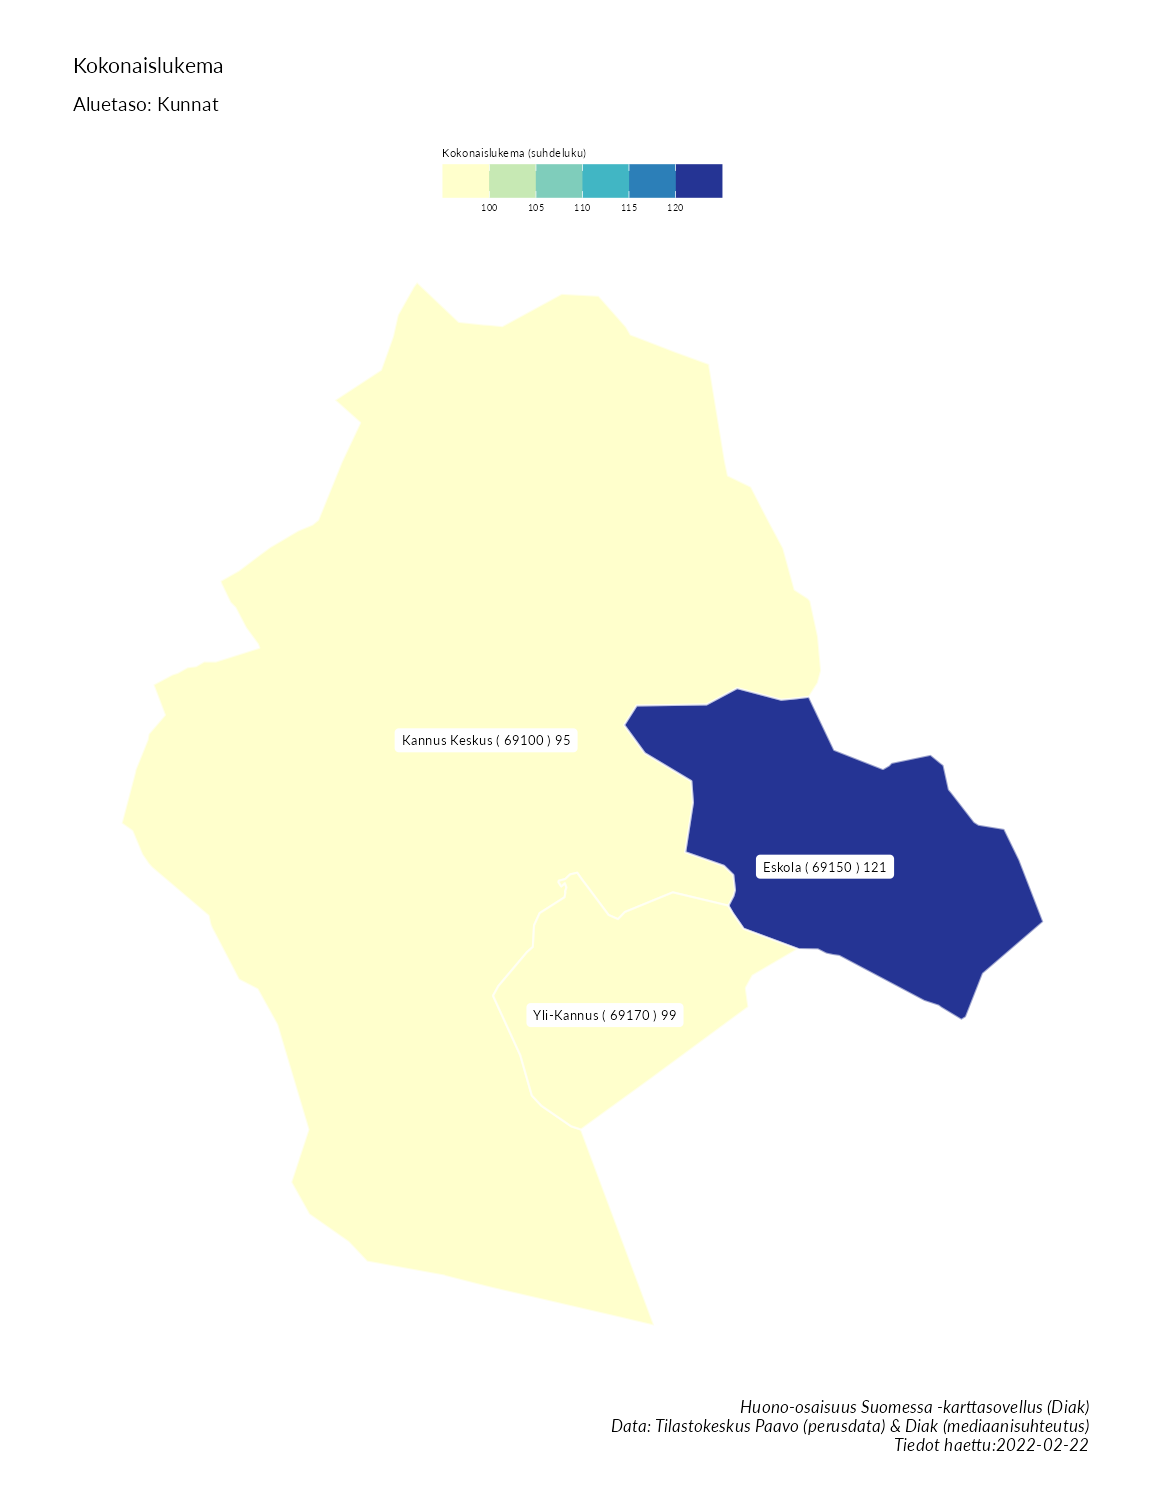 Kokonaislukema
Aluetaso: Kunnat
Kokonaislukema (suhdeluku)
100 105 110 115 120
Kannus Keskus ( 69100 ) 95
Eskola ( 69150 ) 121
Yli-Kannus ( 69170 ) 99
Huono-osaisuus Suomessa -karttasovellus (Diak)
Data: Tilastokeskus Paavo (perusdata) & Diak (mediaanisuhteutus)
Tiedot haettu:2022-02-22